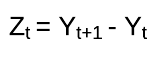 Zₜ = Yₜ₊₁ - Yₜ